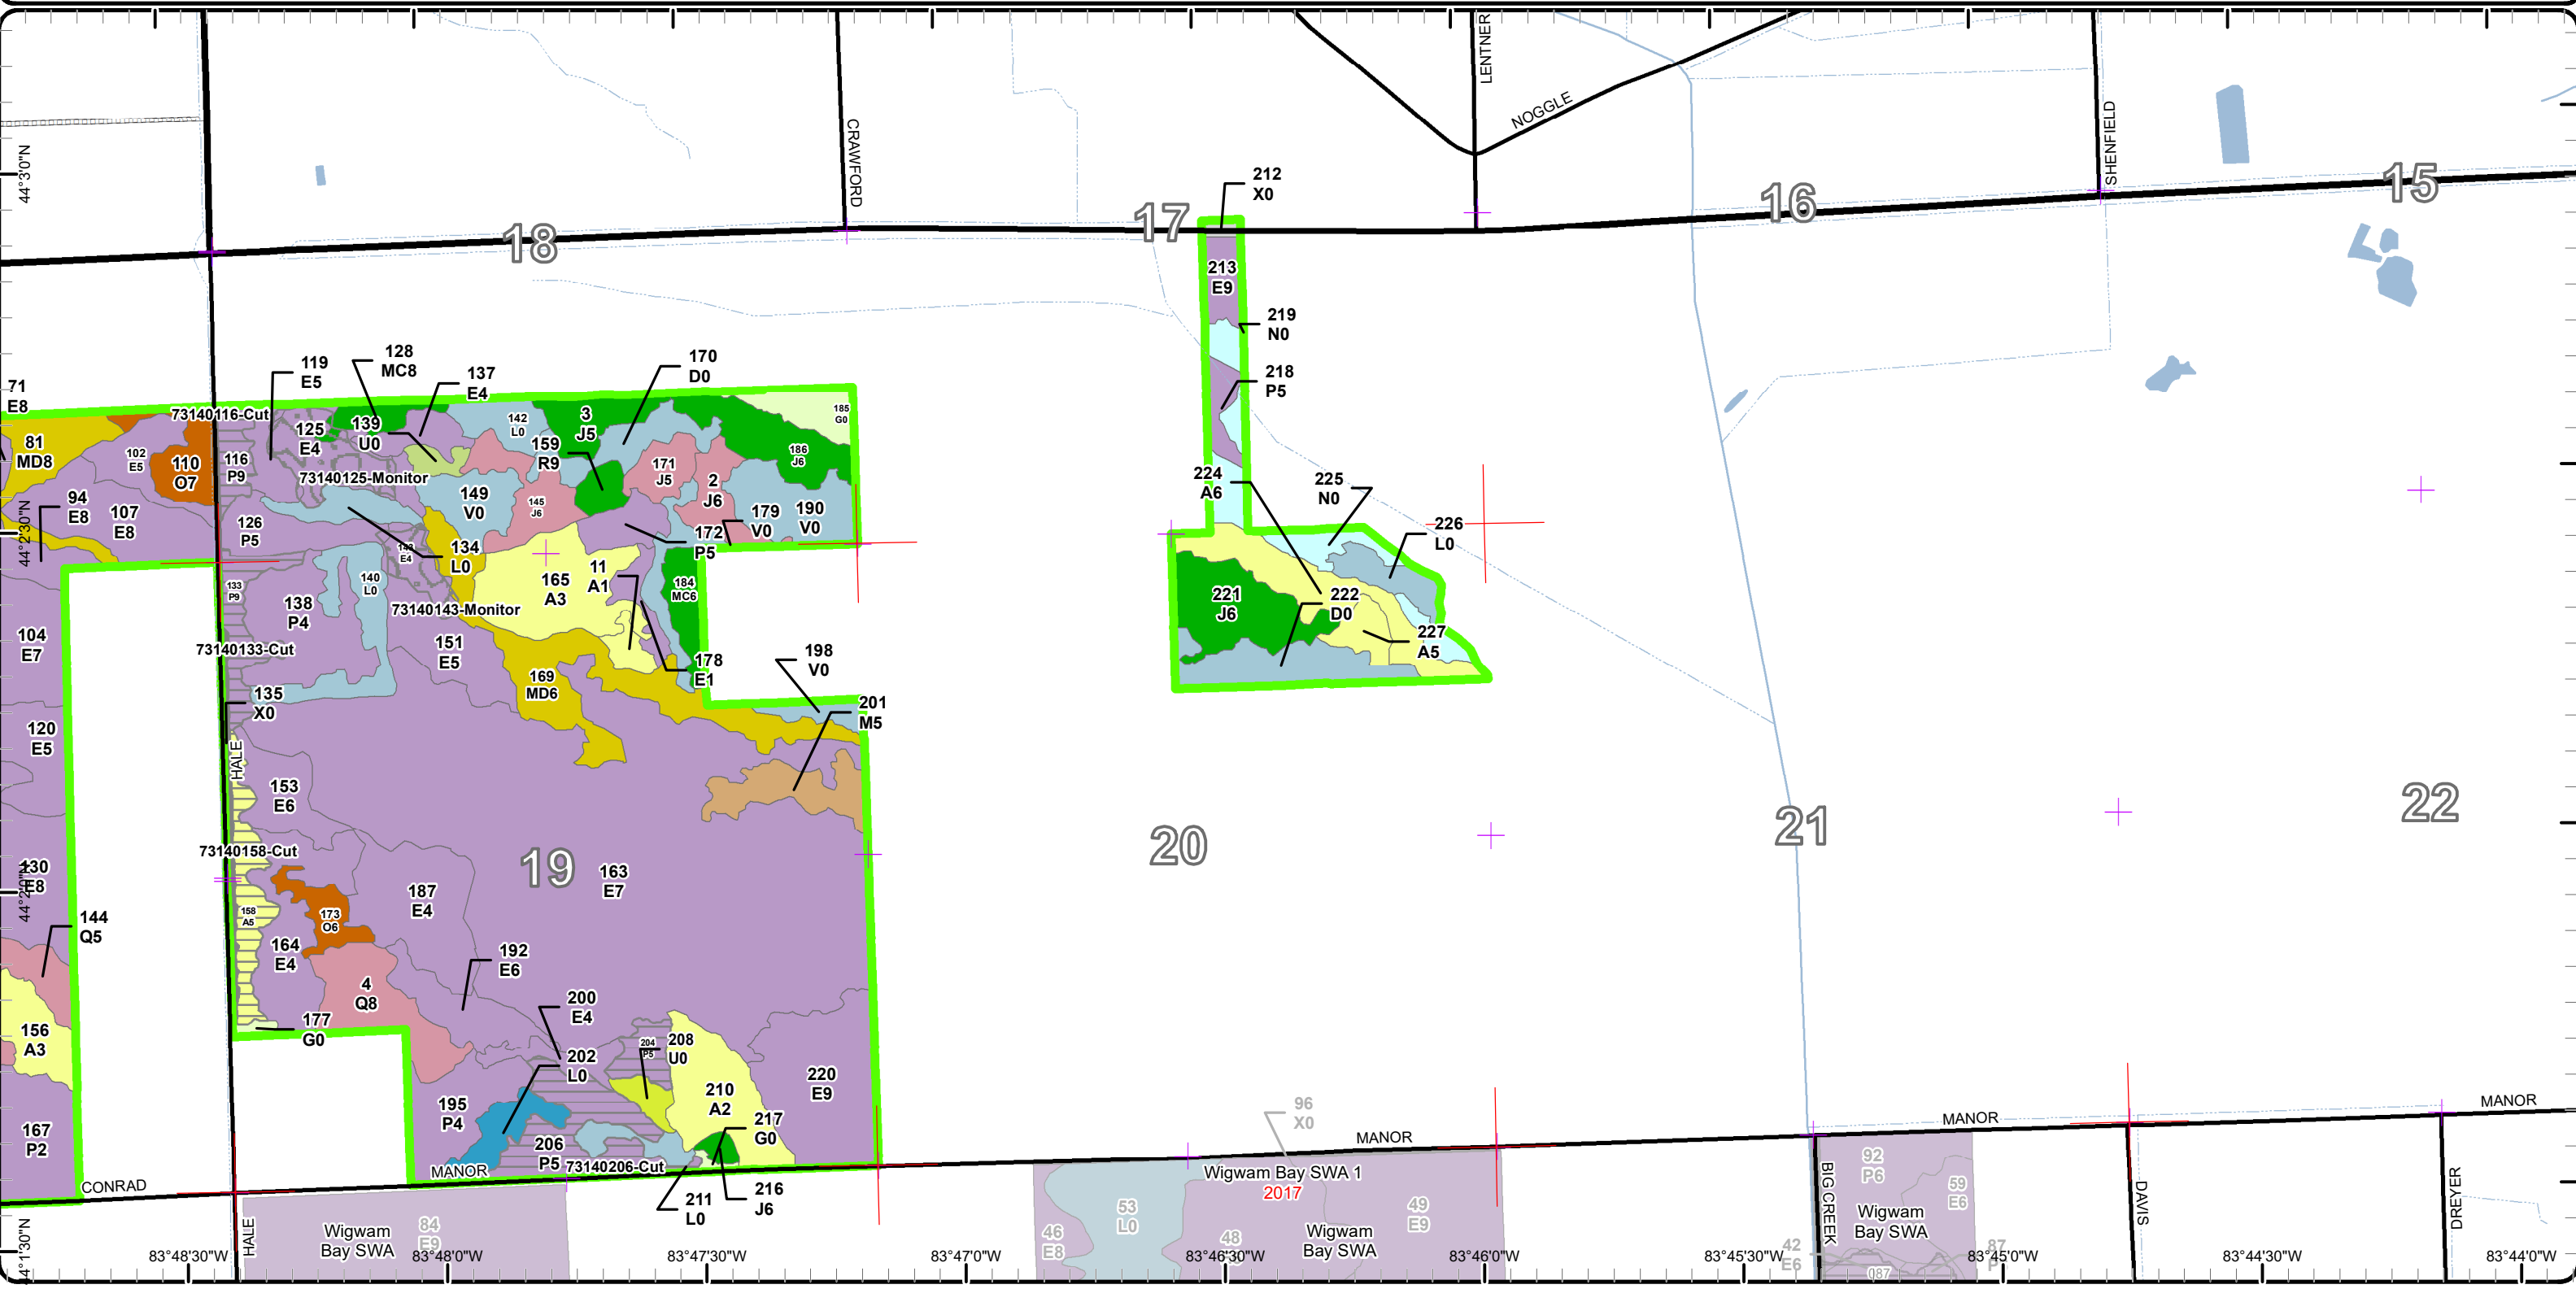 LENTNER
NOGGLE
CRAWFORD
SHENFIELD
44°3'0"N
15
16
17
18
212
X0
213
E9
219
N0
218
P5
224
A6
225
N0
226
L0
221
J6
222
D0
227
A5
71
E8
119
E5
128
MC8
137
E4
170
D0
73140116-Cut
81
MD8
102
E5
110
O7
116
P9
125
E4
139
U0
142
L0
3
J5
159
R9
185
G0
186
J6
171
J5
2
J6
73140125-Monitor
149
V0
145
J6
179
V0
190
V0
94
E8
107
E8
126
P5
44°2'30"N
143
E4
134
L0
172
P5
133
P9
140
L0
138
P4
165
A3
11
A1
184
MC6
73140143-Monitor
104
E7
73140133-Cut
151
E5
178
E1
198
V0
169
MD6
135
X0
201
M5
120
E5
HALE
153
E6
73140158-Cut
19
20
21
22
163
E7
130
E8
44°2'0"N
187
E4
158
A5
173
O6
144
Q5
164
E4
192
E6
4
Q8
200
E4
177
G0
156
A3
204
P5
208
U0
202
L0
220
E9
210
A2
195
P4
217
G0
167
P2
206
P5
73140206-Cut
MANOR
CONRAD
211
L0
216
J6
96
X0
MANOR
MANOR
MANOR
Wigwam Bay SWA 1
2017
HALE
Wigwam
Bay SWA
84
E9
46
E8
53
L0
48
49
E9
Wigwam
Bay SWA
BIG CREEK
92
P6
59
E6
Wigwam
Bay SWA
42
E6
87
DAVIS
DREYER
44°1'30"N
83°48'30"W
83°48'0"W
83°47'30"W
83°47'0"W
83°46'30"W
83°46'0"W
83°45'30"W
83°45'0"W
83°44'30"W
83°44'0"W